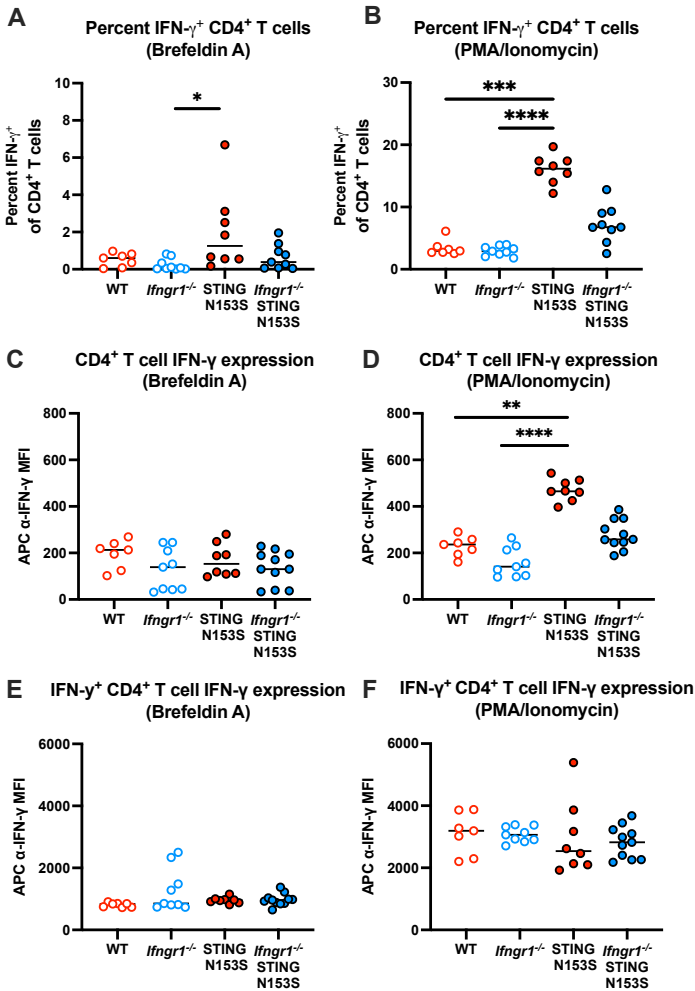 A
Percent IFN-γ⁺ CD4⁺ T cells
(Brefeldin A)
Percent IFN-γ⁺
of CD4⁺ T cells
10
8
6
4
2
0
*
WT
Ifngr1⁻/⁻
STING
N153S
Ifngr1⁻/⁻
STING
N153S
B
Percent IFN-γ⁺ CD4⁺ T cells
(PMA/Ionomycin)
Percent IFN-γ⁺
of CD4⁺ T cells
30
20
10
0
***
****
WT
Ifngr1⁻/⁻
STING
N153S
Ifngr1⁻/⁻
STING
N153S
C
CD4⁺ T cell IFN-γ expression
(Brefeldin A)
APC α-IFN-γ MFI
800
600
400
200
0
WT
Ifngr1⁻/⁻
STING
N153S
Ifngr1⁻/⁻
STING
N153S
D
CD4⁺ T cell IFN-γ expression
(PMA/Ionomycin)
APC α-IFN-γ MFI
800
600
400
200
0
**
****
WT
Ifngr1⁻/⁻
STING
N153S
Ifngr1⁻/⁻
STING
N153S
E
IFN-y⁺ CD4⁺ T cell IFN-γ expression
(Brefeldin A)
APC α-IFN-γ MFI
6000
4000
2000
0
WT
Ifngr1⁻/⁻
STING
N153S
Ifngr1⁻/⁻
STING
N153S
F
IFN-γ⁺ CD4⁺ T cell IFN-γ expression
(PMA/Ionomycin)
APC α-IFN-γ MFI
6000
4000
2000
0
WT
Ifngr1⁻/⁻
STING
N153S
Ifngr1⁻/⁻
STING
N153S